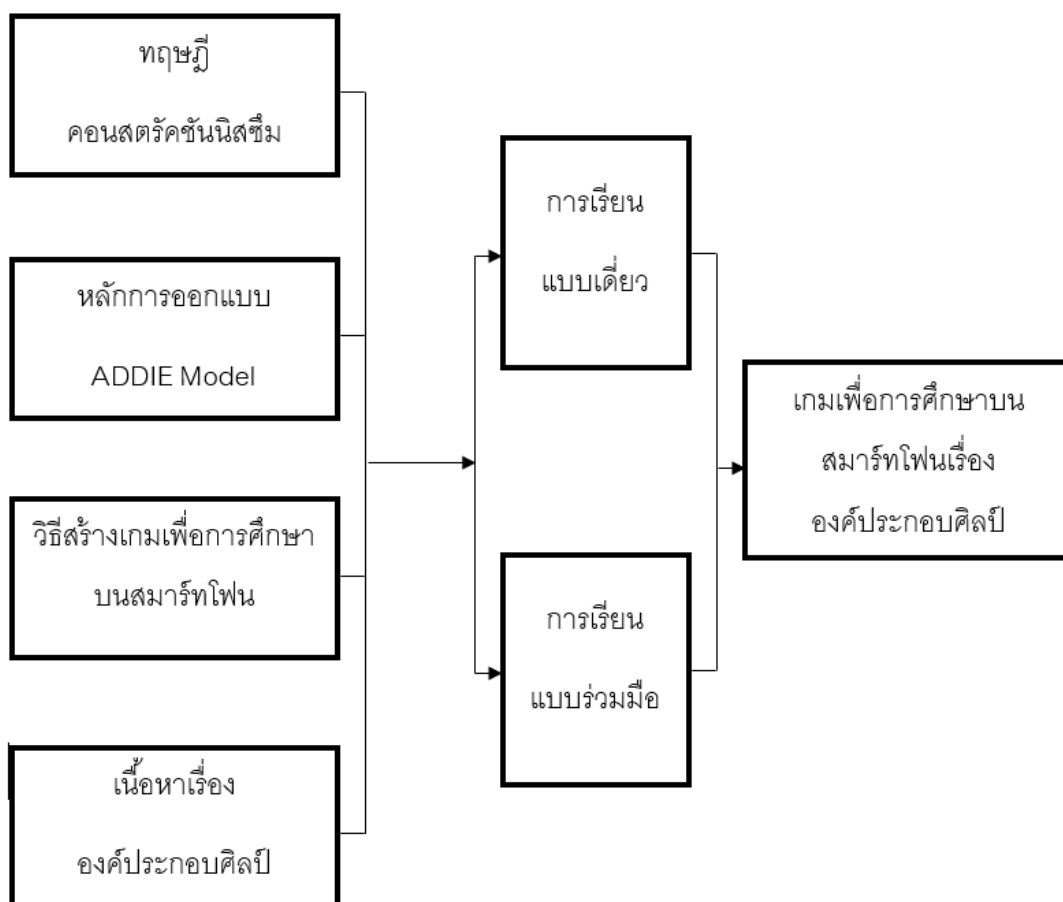 ทฤษฎี
คอนสตรัคชันนิสซึม
หลักการออกแบบ
ADDIE Model
วิธีสร้างเกมเพื่อการศึกษา
บนสมาร์ทโฟน
เนื้อหาเรื่อง
องค์ประกอบศิลป์
การเรียน
แบบเดี่ยว
การเรียน
แบบร่วมมือ
เกมเพื่อการศึกษาบน
สมาร์ทโฟนเรื่อง
องค์ประกอบศิลป์